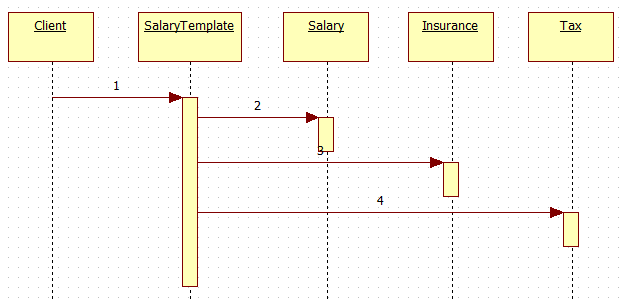 Client
SalaryTemplate
Salary
Insurance
Tax
1
2
3
4